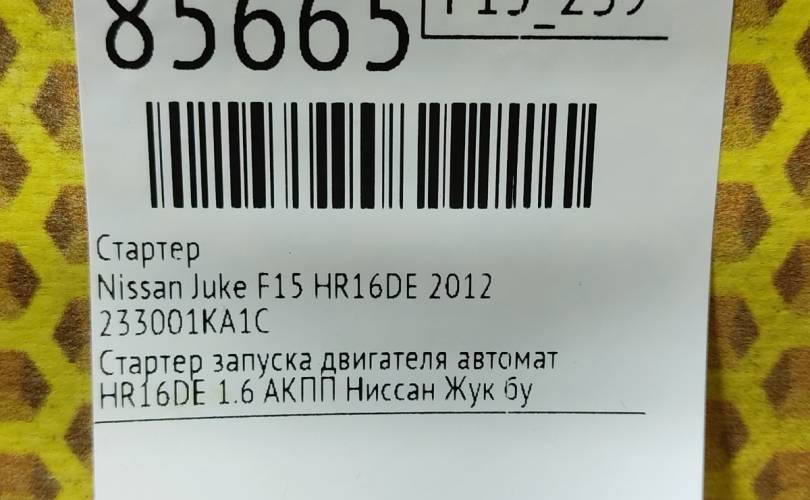 85665
F15_239
Стартер
Nissan Juke F15 HR16DE 2012
233001KA1C
Стартер запуска двигателя автомат
HR16DE 1.6 АКПП Ниссан Жук бу